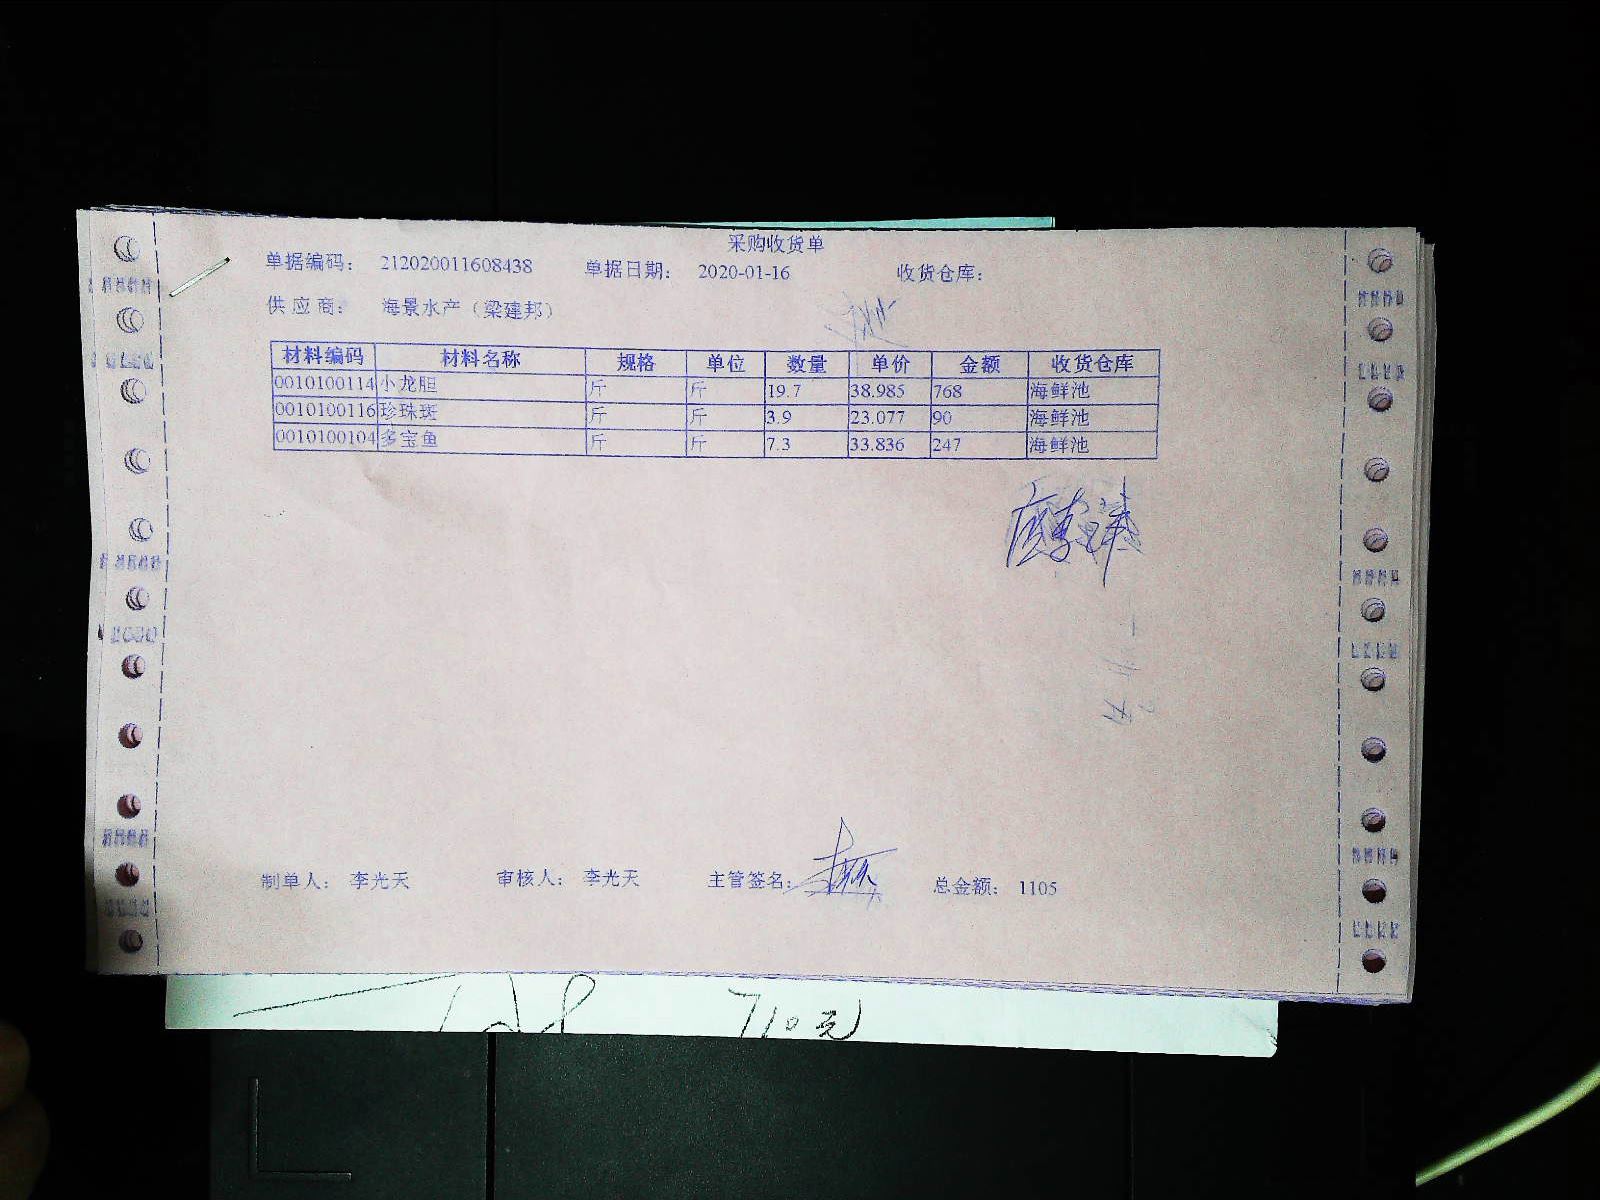 采购收货单
单据编码: 212020011608438 单据日期: 2020-01-16 收货仓库:
供应商: 海景水产（梁建邦）
材料编码 材料名称 规格 单位 数量 单价 金额 收货仓库
0010100114 小龙胆 斤 斤 19.7 38.985 768 海鲜池
0010100116 珍珠斑 斤 斤 3.9 23.077 90 海鲜池
0010100104 多宝鱼 斤 斤 7.3 33.836 247 海鲜池
制单人: 李光天 审核人: 李光天 主管签名: 总金额: 1105
710元